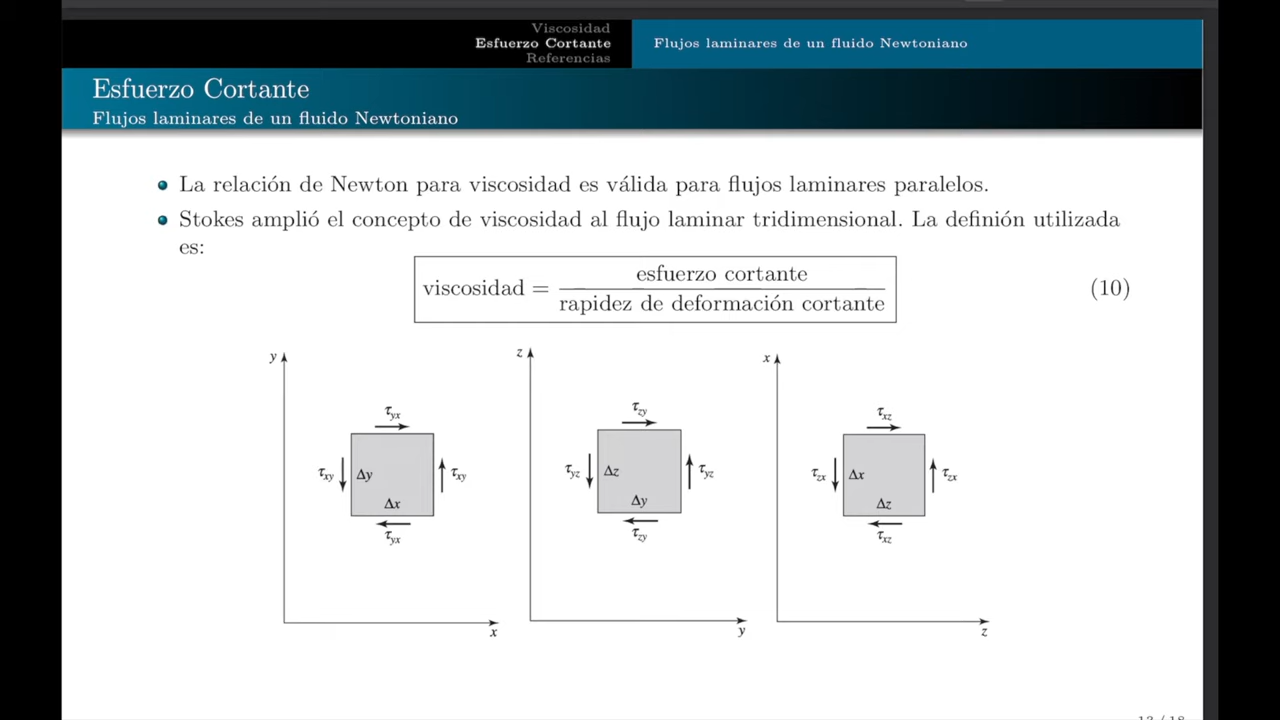 Viscosidad
Esfuerzo Cortante
Referencias
Flujos laminares de un fluido Newtoniano
Esfuerzo Cortante
Flujos laminares de un fluido Newtoniano
La relación de Newton para viscosidad es válida para flujos laminares paralelos.
Stokes amplió el concepto de viscosidad al flujo laminar tridimensional. La definión utilizada
es:
viscosidad = esfuerzo cortante / rapidez de deformación cortante (10)
y
τyx
τxy Δy τxy
Δx
τyx
x
z
τzy
τyz Δz τyz
Δy
τzy
y
x
τxz
τzx Δx τzx
Δz
τxz
z